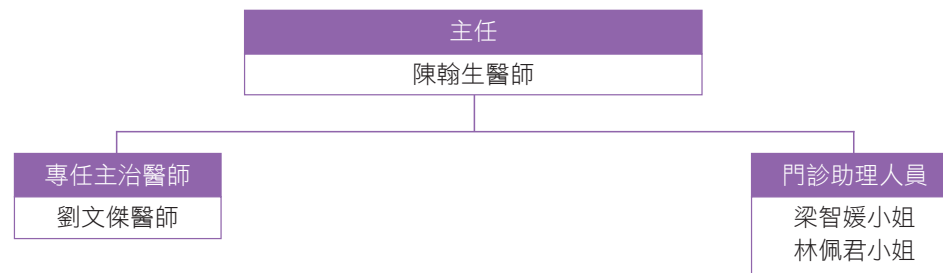 主任
陳翰生醫師
專任主治醫師
劉文傑醫師
門診助理人員
梁智媛小姐
林佩君小姐